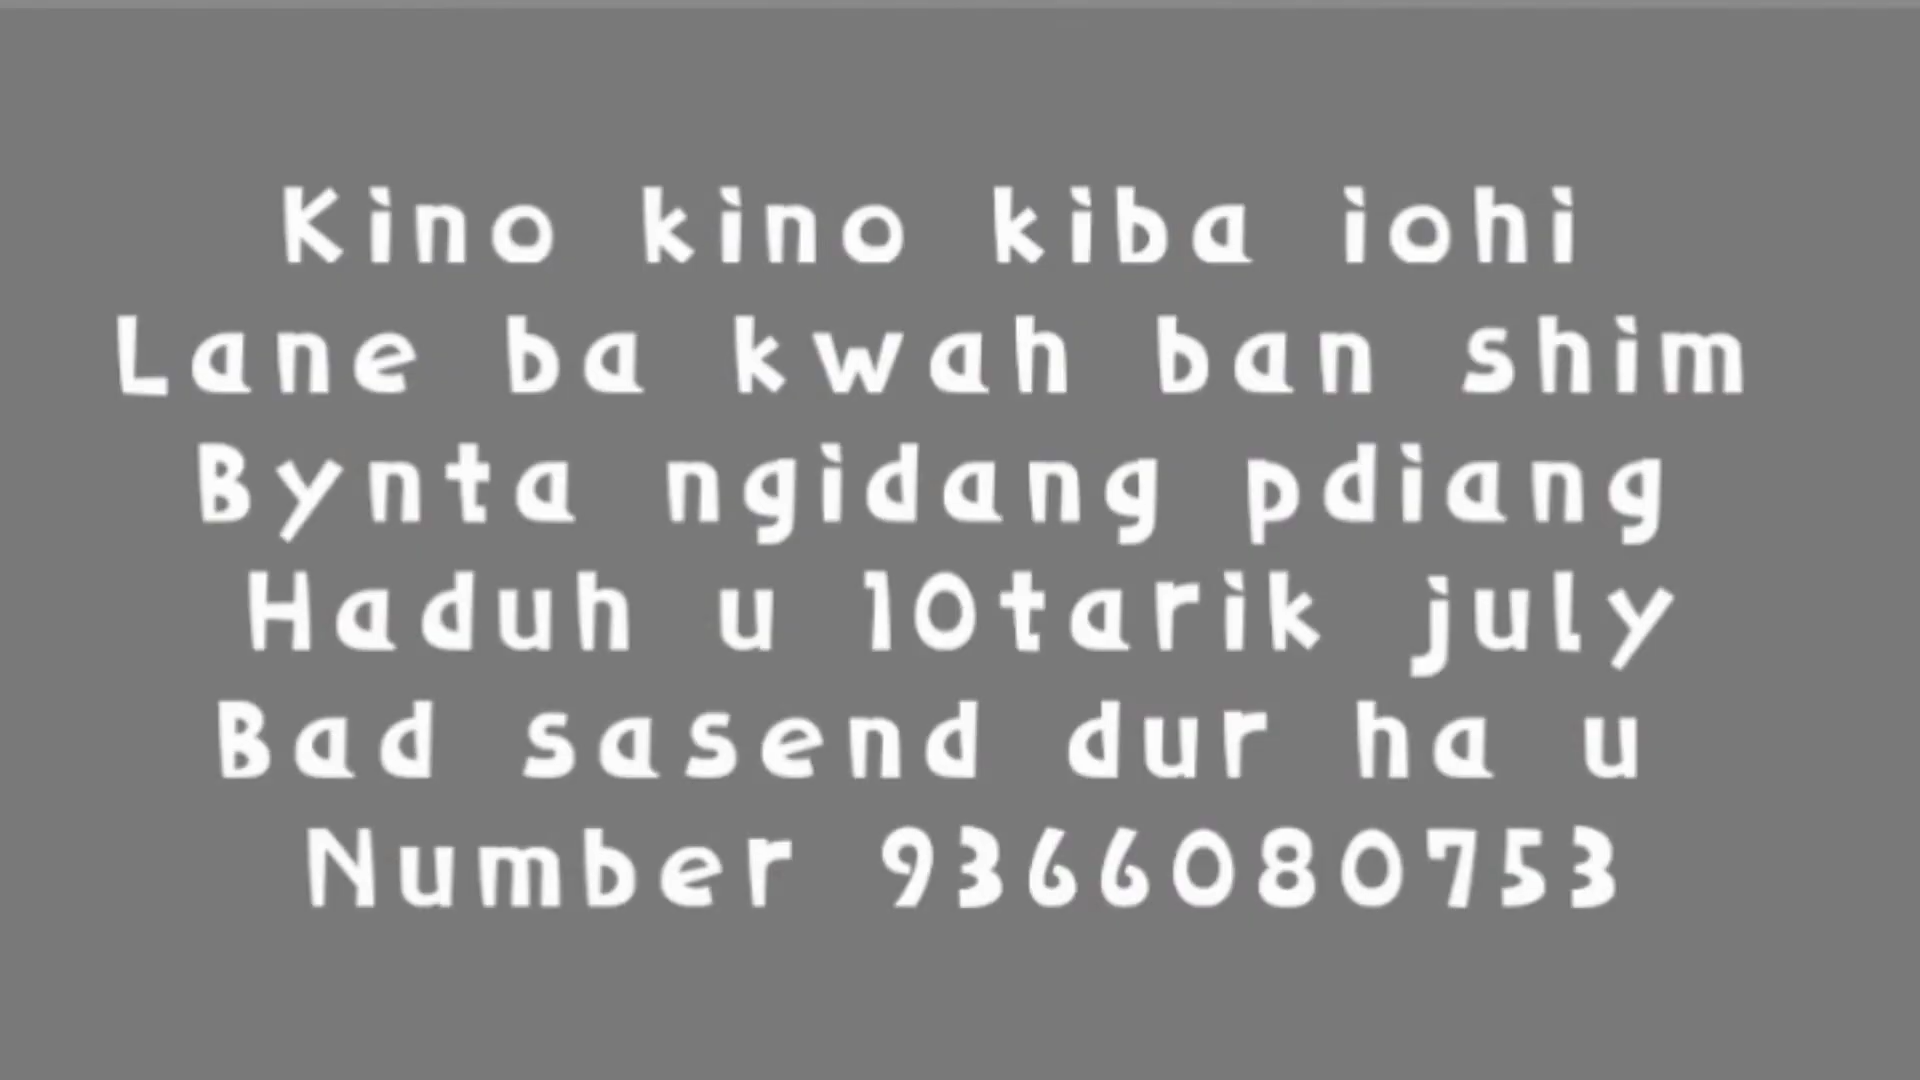 Kino kino kiba iohi
Lane ba kwah ban shim
Bynta ngidang pdiang
Haduh u 10tarik july
Bad sasend dur ha u
Number 9366080753